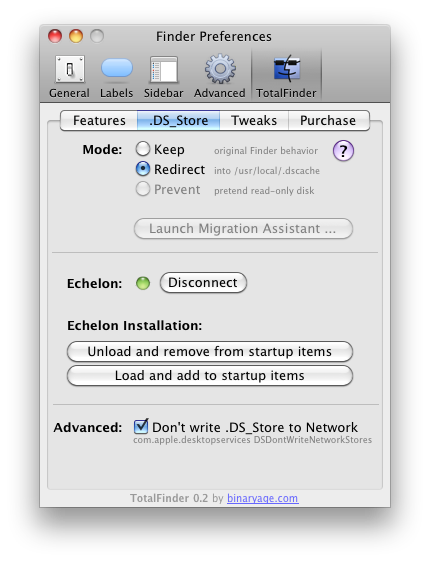 Finder Preferences
General Labels Sidebar Advanced TotalFinder
Features .DS_Store Tweaks Purchase
Mode: Keep original Finder behavior ?
Redirect into /usr/local/.dscache
Prevent pretend read-only disk
Launch Migration Assistant ...
Echelon: Disconnect
Echelon Installation:
Unload and remove from startup items
Load and add to startup items
Advanced: Don't write .DS_Store to Network
com.apple.desktopservices DSDontWriteNetworkStores
TotalFinder 0.2 by binaryage.com